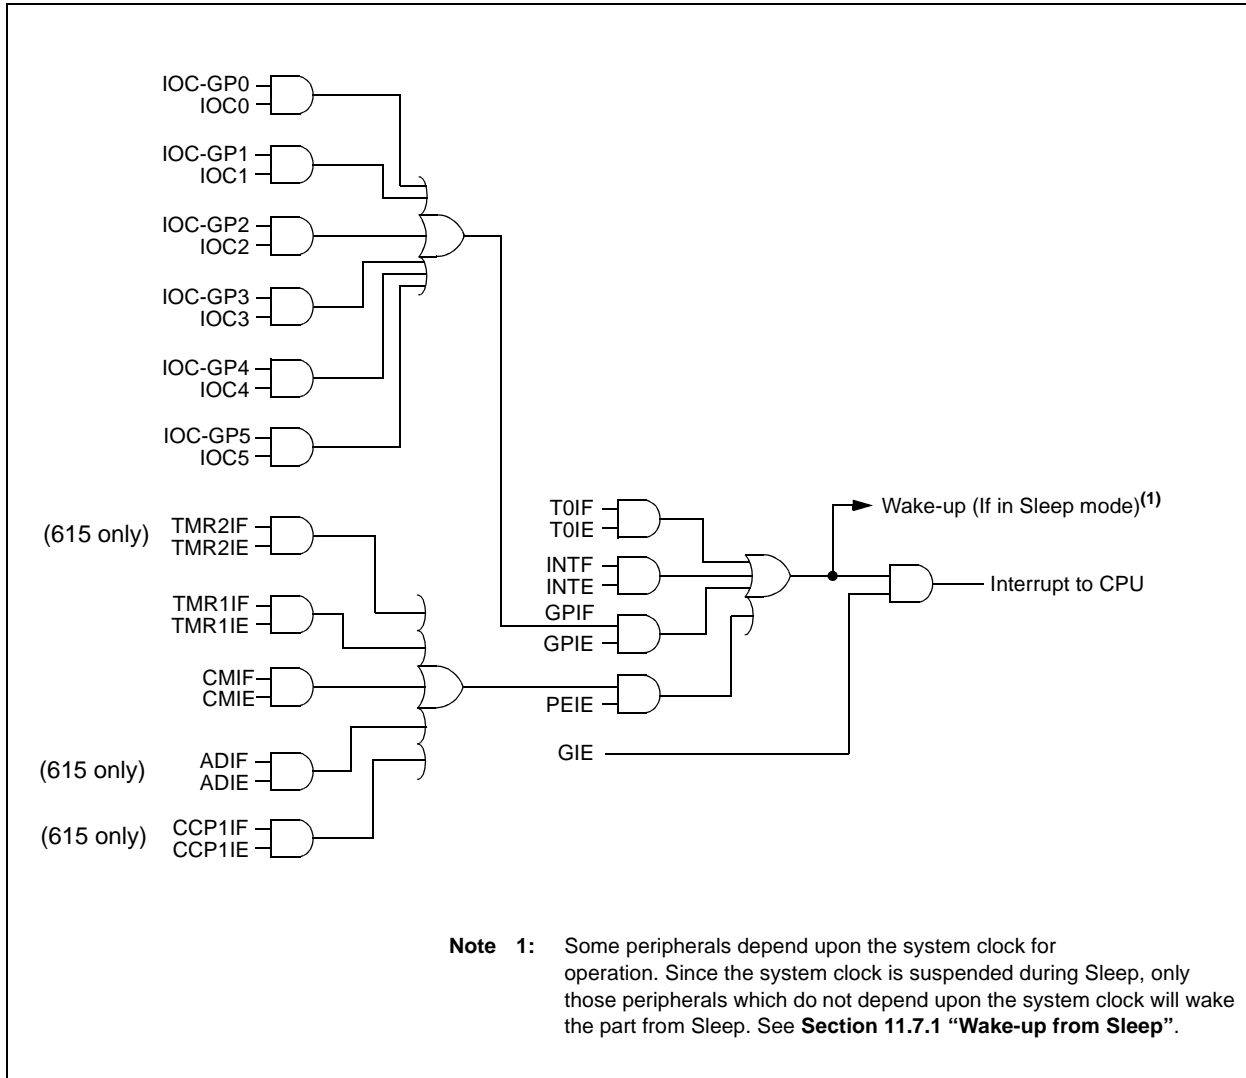 IOC-GP0
IOC0
IOC-GP1
IOC1
IOC-GP2
IOC2
IOC-GP3
IOC3
IOC-GP4
IOC4
IOC-GP5
IOC5
(615 only)
TMR2IF
TMR2IE
TMR1IF
TMR1IE
CMIF
CMIE
(615 only)
ADIF
ADIE
(615 only)
CCP1IF
CCP1IE
T0IF
T0IE
INTF
INTE
GPIF
GPIE
PEIE
GIE
Wake-up (If in Sleep mode)(1)
Interrupt to CPU
Note 1: Some peripherals depend upon the system clock for
operation. Since the system clock is suspended during Sleep, only
those peripherals which do not depend upon the system clock will wake
the part from Sleep. See Section 11.7.1 “Wake-up from Sleep”.